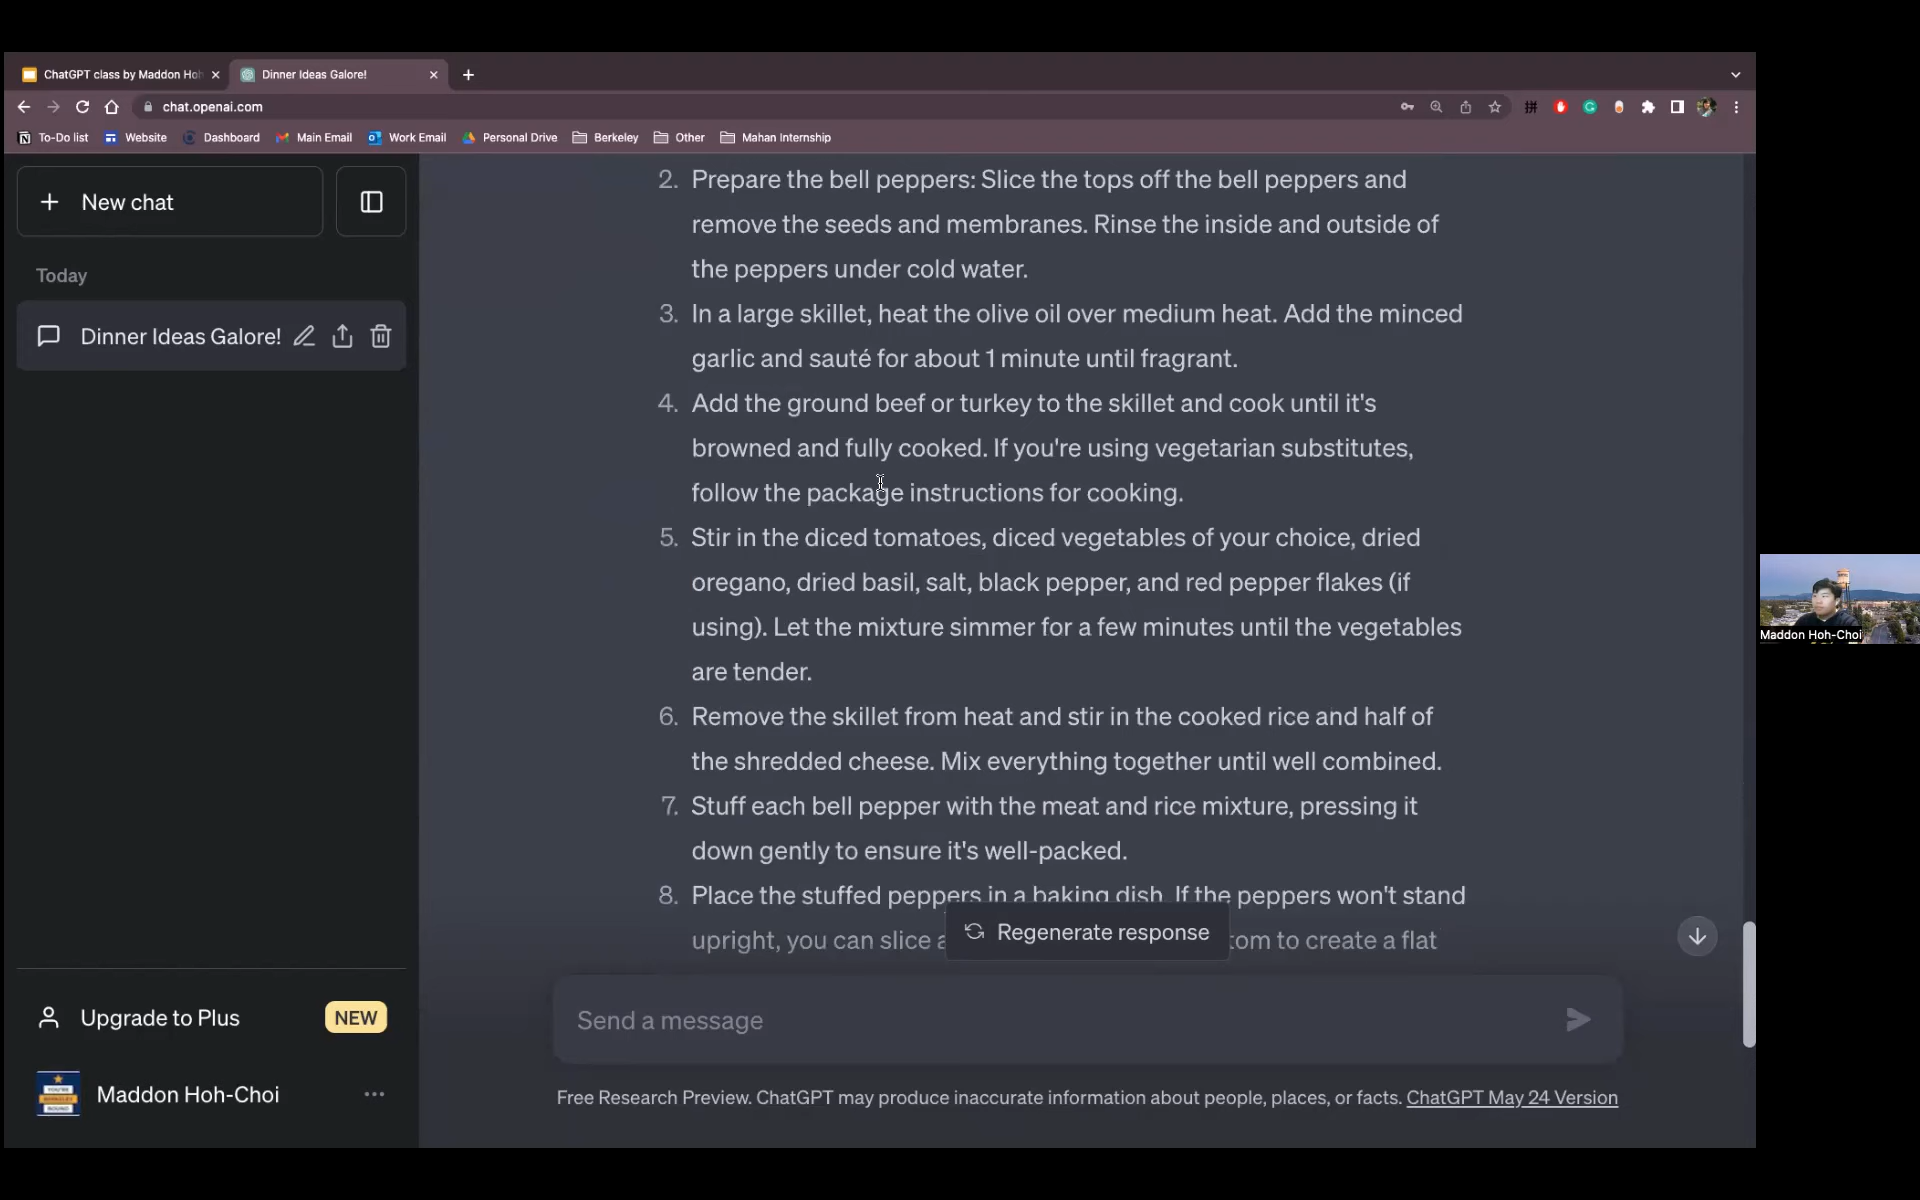 ChatGPT class by Maddon Hoh
Dinner Ideas Galore!
chat.openai.com
To-Do list Website Dashboard Main Email Work Email Personal Drive Berkeley Other Mahan Internship
New chat
Today
Dinner Ideas Galore!
2. Prepare the bell peppers: Slice the tops off the bell peppers and
remove the seeds and membranes. Rinse the inside and outside of
the peppers under cold water.
3. In a large skillet, heat the olive oil over medium heat. Add the minced
garlic and sauté for about 1 minute until fragrant.
4. Add the ground beef or turkey to the skillet and cook until it's
browned and fully cooked. If you're using vegetarian substitutes,
follow the package instructions for cooking.
5. Stir in the diced tomatoes, diced vegetables of your choice, dried
oregano, dried basil, salt, black pepper, and red pepper flakes (if
using). Let the mixture simmer for a few minutes until the vegetables
are tender.
6. Remove the skillet from heat and stir in the cooked rice and half of
the shredded cheese. Mix everything together until well combined.
7. Stuff each bell pepper with the meat and rice mixture, pressing it
down gently to ensure it's well-packed.
8. Place the stuffed peppers in a baking dish. If the peppers won't stand
upright, you can slice a tom to create a flat
Regenerate response
Send a message
Free Research Preview. ChatGPT may produce inaccurate information about people, places, or facts. ChatGPT May 24 Version
Upgrade to Plus NEW
Maddon Hoh-Choi
Maddon Hoh-Choi